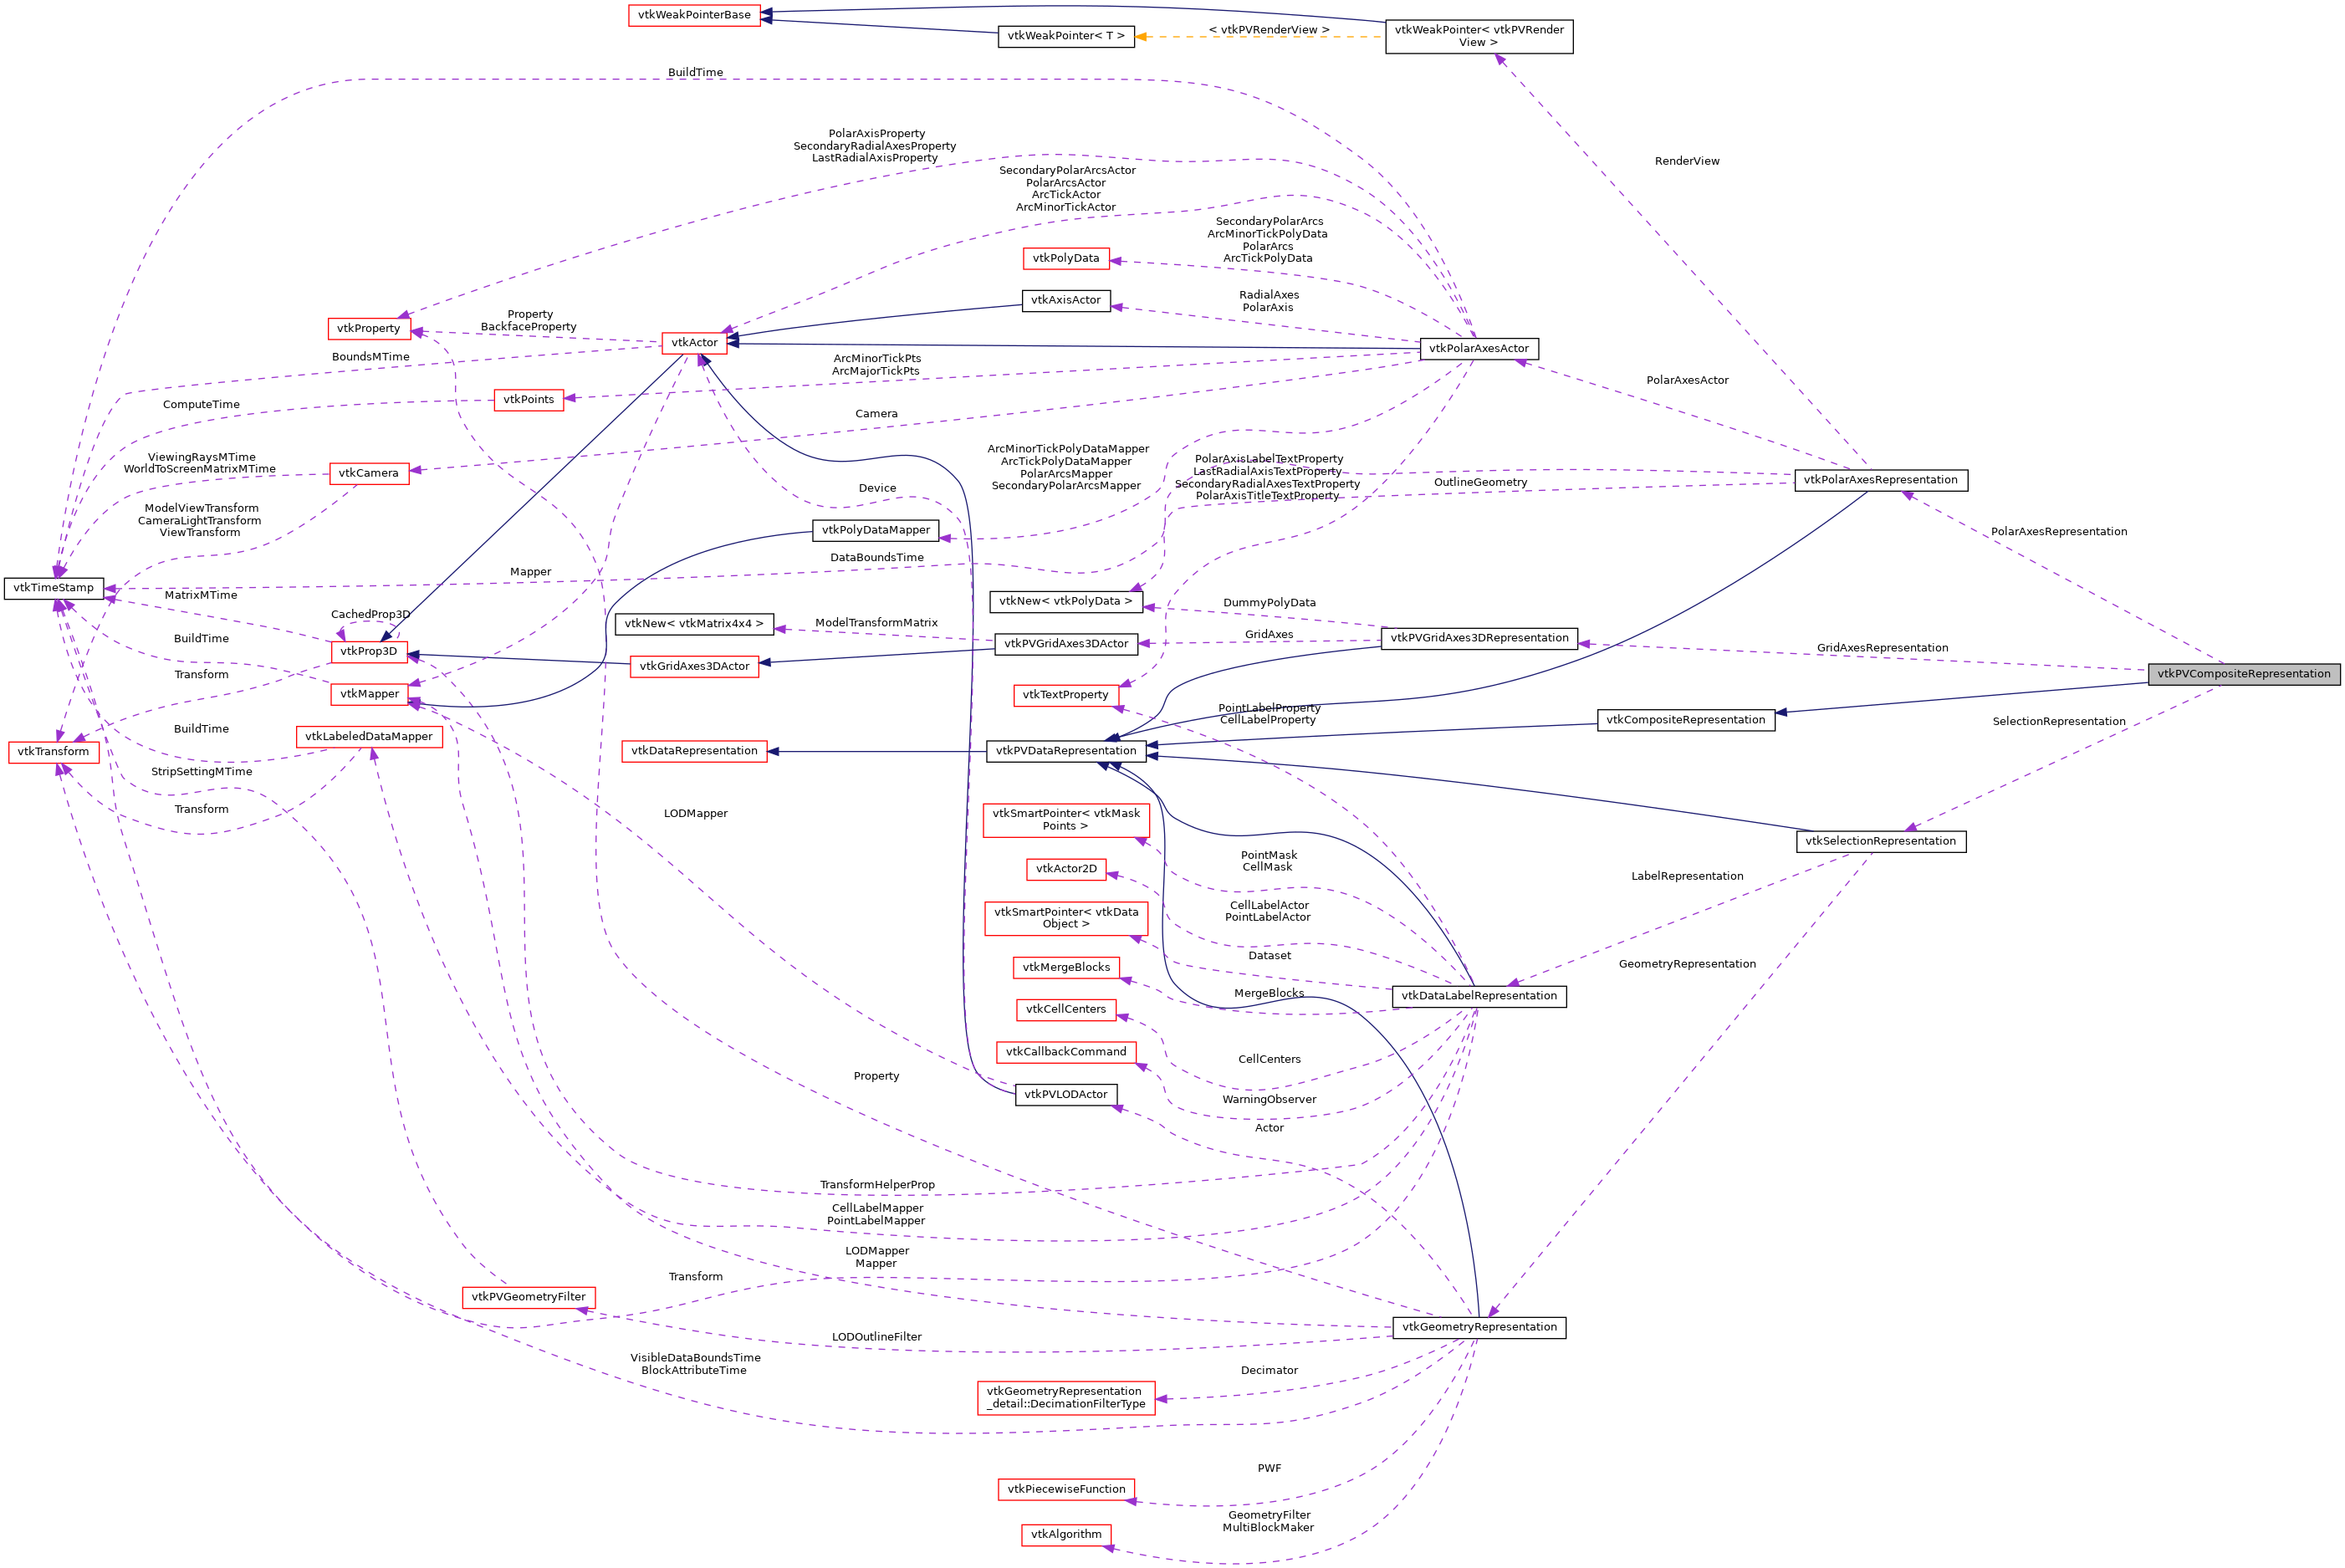 vtkWeakPointerBase
vtkWeakPointer< T >
< vtkPVRenderView >
vtkWeakPointer< vtkPVRender
View >
BuildTime
RenderView
PolarAxisProperty
SecondaryRadialAxesProperty
LastRadialAxisProperty
SecondaryPolarArcsActor
PolarArcsActor
ArcTickActor
ArcMinorTickActor
SecondaryPolarArcs
ArcMinorTickPolyData
PolarArcs
ArcTickPolyData
vtkPolyData
vtkAxisActor
RadialAxes
PolarAxis
vtkProperty
Property
BackfaceProperty
vtkActor
vtkPolarAxesActor
BoundsMTime
ArcMinorTickPts
ArcMajorTickPts
PolarAxesActor
ComputeTime
vtkPoints
Camera
ViewingRaysMTime
WorldToScreenMatrixMTime
vtkCamera
ArcMinorTickPolyDataMapper
ArcTickPolyDataMapper
PolarArcsMapper
SecondaryPolarArcsMapper
PolarAxisLabelTextProperty
LastRadialAxisTextProperty
SecondaryRadialAxesTextProperty
PolarAxisTitleTextProperty
OutlineGeometry
vtkPolarAxesRepresentation
Device
ModelViewTransform
CameraLightTransform
ViewTransform
vtkPolyDataMapper
PolarAxesRepresentation
DataBoundsTime
Mapper
vtkTimeStamp
MatrixMTime
CachedProp3D
vtkNew< vtkPolyData >
DummyPolyData
vtkNew< vtkMatrix4x4 >
ModelTransformMatrix
BuildTime
vtkProp3D
vtkPVGridAxes3DActor
GridAxes
vtkPVGridAxes3DRepresentation
GridAxesRepresentation
vtkGridAxes3DActor
Transform
vtkPVCompositeRepresentation
vtkMapper
vtkTextProperty
PointLabelProperty
CellLabelProperty
vtkCompositeRepresentation
SelectionRepresentation
BuildTime
vtkLabeledDataMapper
vtkTransform
vtkDataRepresentation
vtkPVDataRepresentation
StripSettingMTime
Transform
LODMapper
vtkSmartPointer< vtkMask
Points >
vtkSelectionRepresentation
PointMask
CellMask
vtkActor2D
LabelRepresentation
CellLabelActor
PointLabelActor
vtkSmartPointer< vtkData
Object >
Dataset
GeometryRepresentation
vtkMergeBlocks
MergeBlocks
vtkDataLabelRepresentation
vtkCellCenters
vtkCallbackCommand
CellCenters
Property
vtkPVLODActor
WarningObserver
Actor
TransformHelperProp
CellLabelMapper
PointLabelMapper
LODMapper
Mapper
Transform
vtkPVGeometryFilter
LODOutlineFilter
vtkGeometryRepresentation
VisibleDataBoundsTime
BlockAttributeTime
Decimator
vtkGeometryRepresentation
_detail::DecimationFilterType
PWF
vtkPiecewiseFunction
GeometryFilter
MultiBlockMaker
vtkAlgorithm